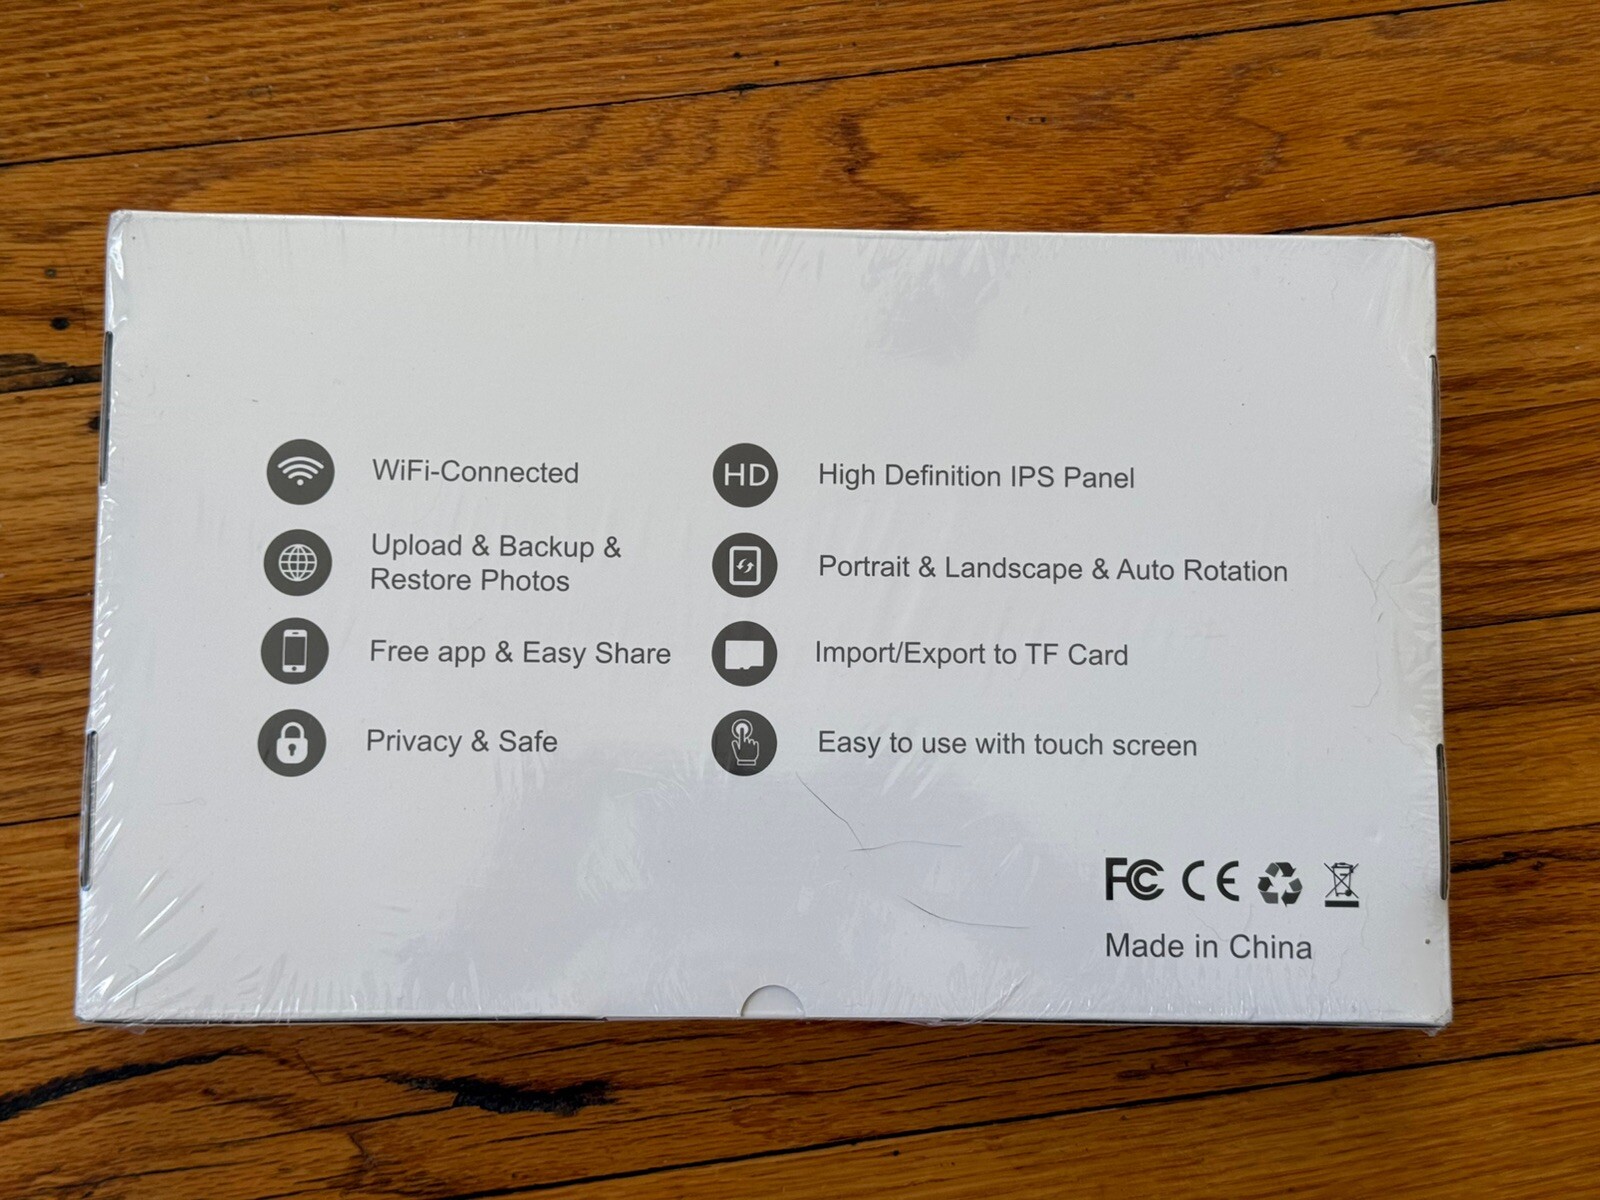 WiFi-Connected
Upload & Backup &
Restore Photos
Free app & Easy Share
Privacy & Safe
HD
High Definition IPS Panel
Portrait & Landscape & Auto Rotation
Import/Export to TF Card
Easy to use with touch screen
FC CE
Made in China